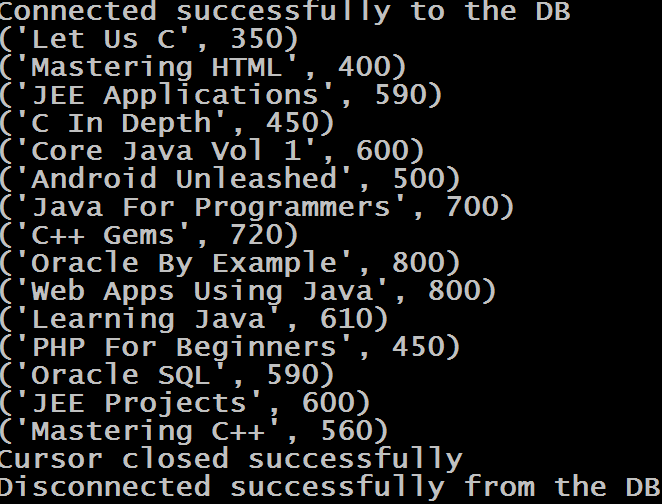 Connected successfully to the DB
('Let Us C', 350)
('Mastering HTML', 400)
('JEE Applications', 590)
('C In Depth', 450)
('Core Java Vol 1', 600)
('Android Unleashed', 500)
('Java For Programmers', 700)
('C++ Gems', 720)
('Oracle By Example', 800)
('Web Apps Using Java', 800)
('Learning Java', 610)
('PHP For Beginners', 450)
('Oracle SQL', 590)
('JEE Projects', 600)
('Mastering C++', 560)
Cursor closed successfully
Disconnected successfully from the DB